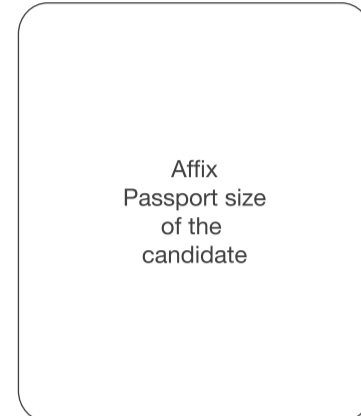 Affix
Passport size
of the
candidate